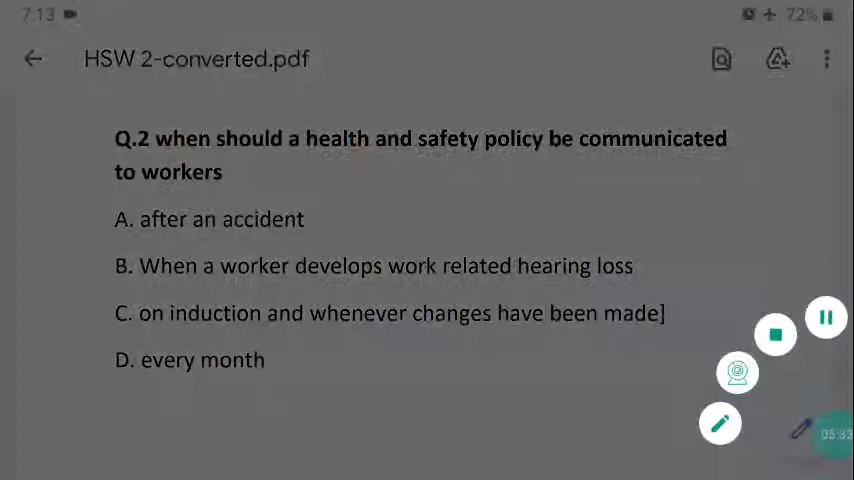 7.13
72%
HSW 2-converted.pdf
Q.2 when should a health and safety policy be communicated
to workers
A. after an accident
B. When a worker develops work related hearing loss
C. on induction and whenever changes have been made]
D. every month
05:33